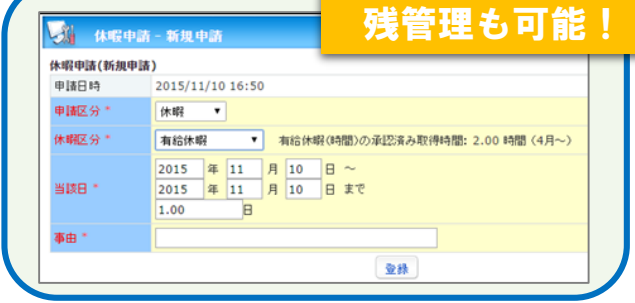 残管理も可能！
休暇申請 - 新規申請
休暇申請(新規申請)
申請日時 2015/11/10 16:50
申請区分 * 休暇 ▼
休暇区分 * 有給休暇 ▼ 有給休暇(時間)の承認済み取得時間: 2.00 時間 (4月～)
当該日 * 2015 年 11 月 10 日 ～
2015 年 11 月 10 日 まで
1.00 日
事由 *
登録